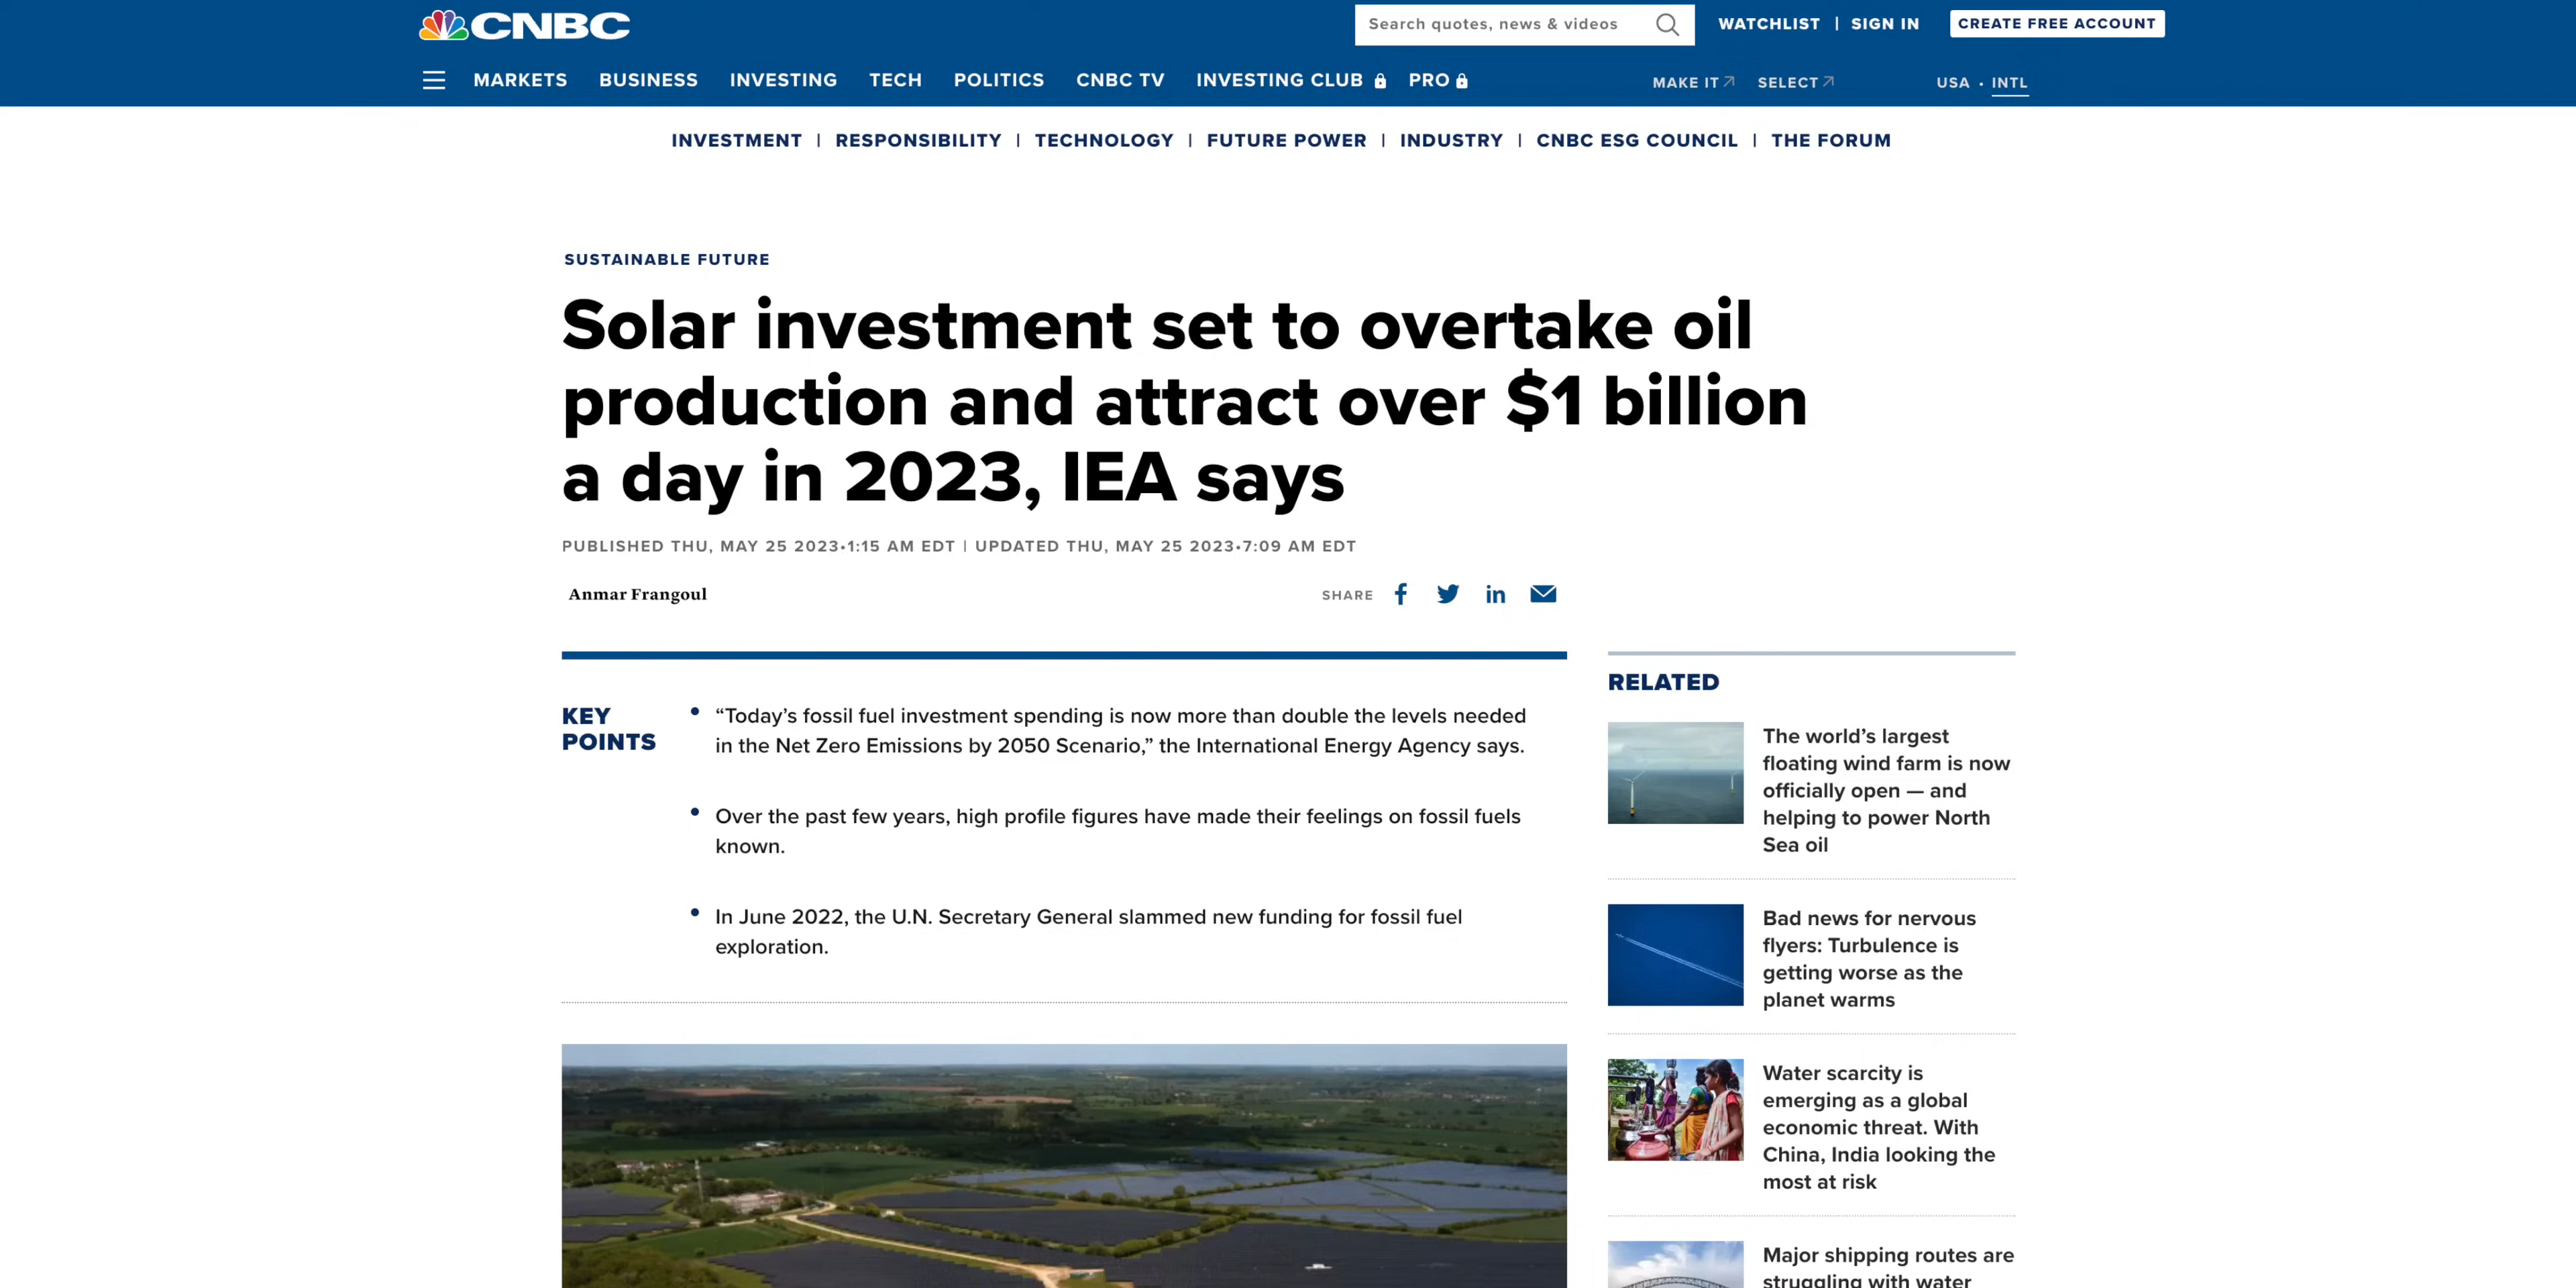 CNBC
Search quotes, news & videos
WATCHLIST | SIGN IN
CREATE FREE ACCOUNT
MARKETS BUSINESS INVESTING TECH POLITICS CNBC TV INVESTING CLUB PRO
MAKE IT SELECT
USA • INTL
INVESTMENT | RESPONSIBILITY | TECHNOLOGY | FUTURE POWER | INDUSTRY | CNBC ESG COUNCIL | THE FORUM
SUSTAINABLE FUTURE
Solar investment set to overtake oil
production and attract over $1 billion
a day in 2023, IEA says
PUBLISHED THU, MAY 25 2023•1:15 AM EDT | UPDATED THU, MAY 25 2023•7:09 AM EDT
Anmar Frangoul
SHARE
KEY
POINTS
• “Today’s fossil fuel investment spending is now more than double the levels needed
in the Net Zero Emissions by 2050 Scenario,” the International Energy Agency says.
• Over the past few years, high profile figures have made their feelings on fossil fuels
known.
• In June 2022, the U.N. Secretary General slammed new funding for fossil fuel
exploration.
RELATED
The world’s largest
floating wind farm is now
officially open — and
helping to power North
Sea oil
Bad news for nervous
flyers: Turbulence is
getting worse as the
planet warms
Water scarcity is
emerging as a global
economic threat. With
China, India looking the
most at risk
Major shipping routes are
struggling with water